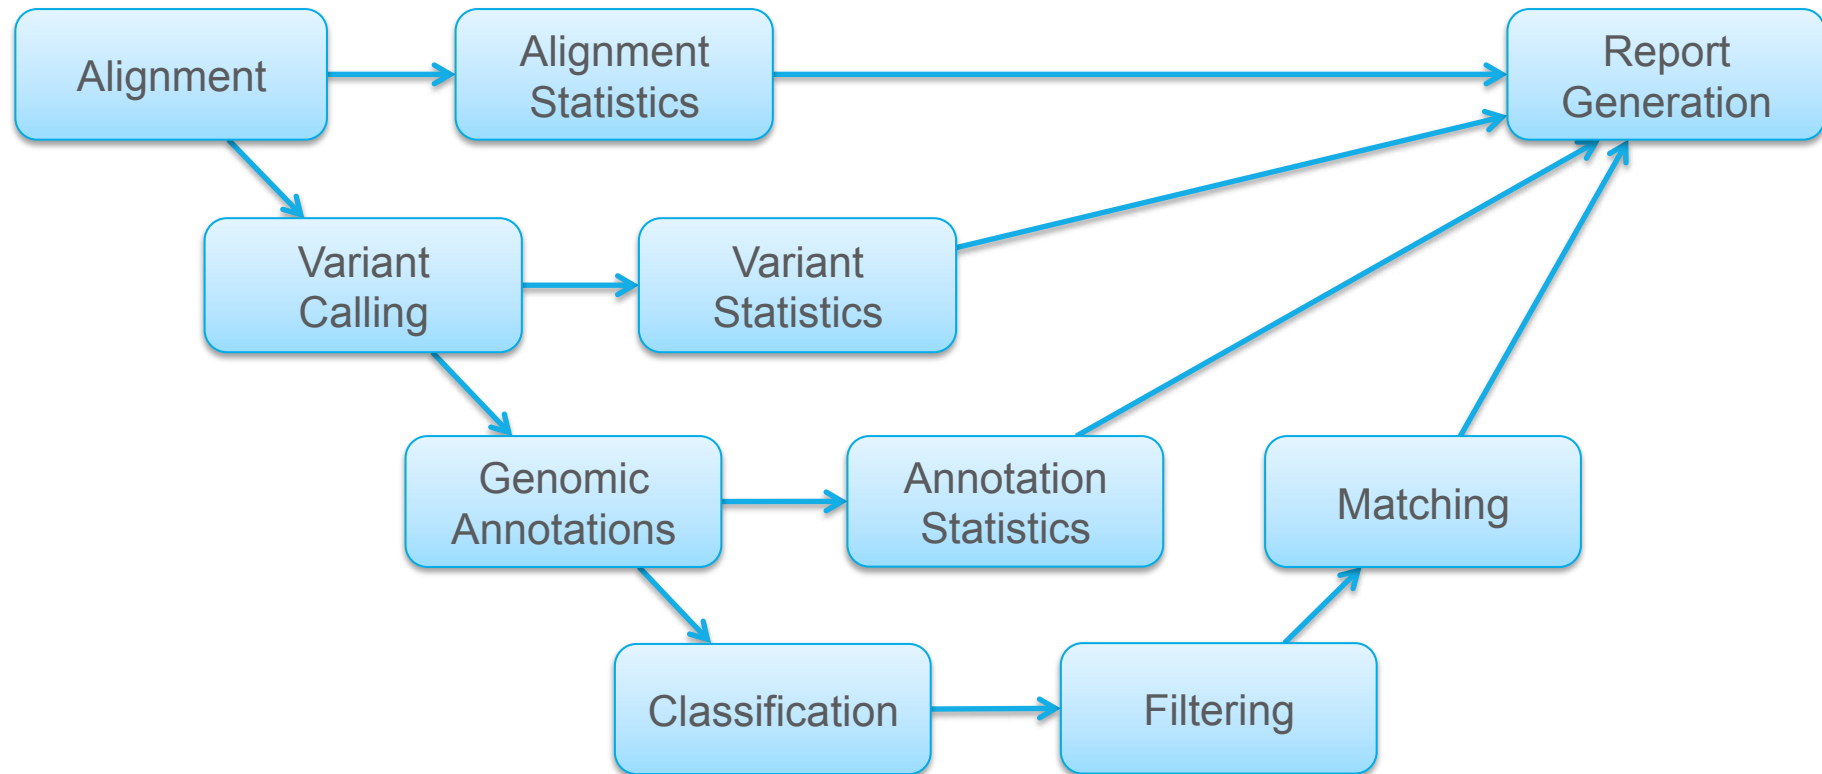 Alignment
Alignment
Statistics
Report
Generation
Variant
Calling
Variant
Statistics
Genomic
Annotations
Annotation
Statistics
Matching
Classification
Filtering